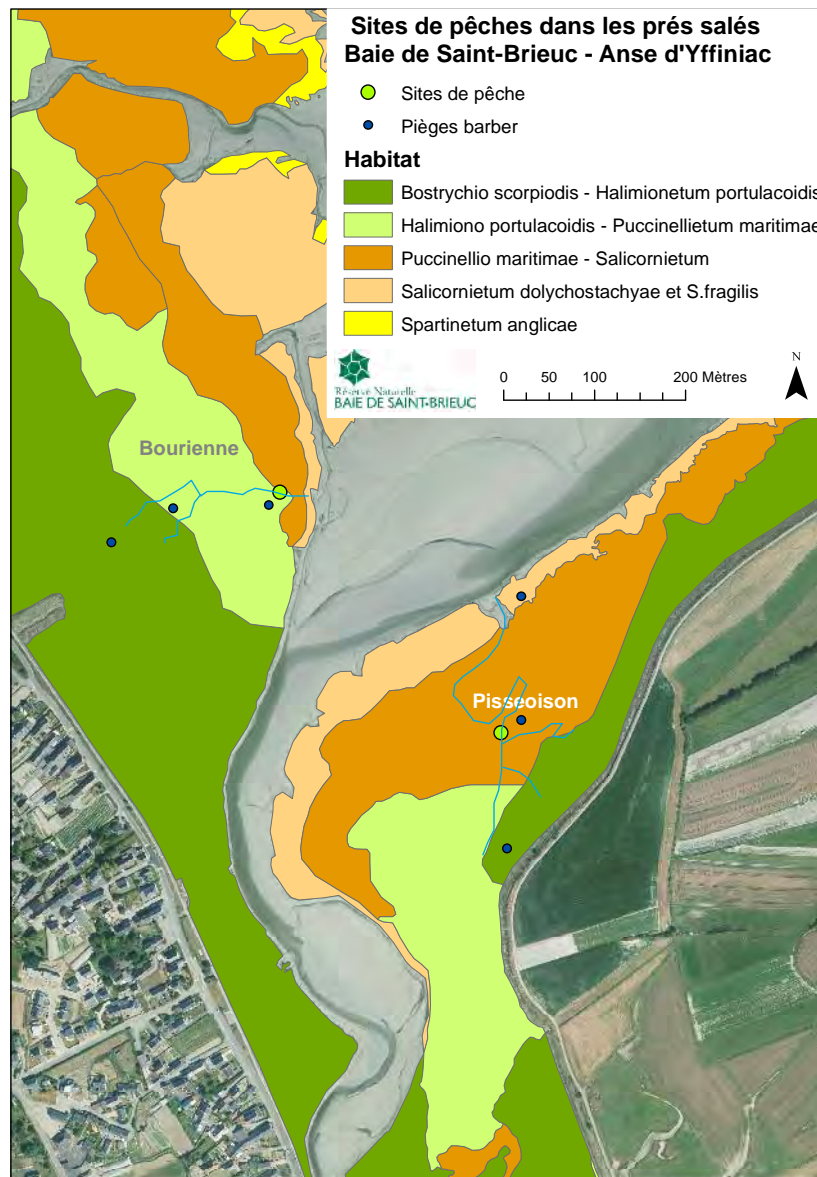 Sites de pêches dans les prés salés
Baie de Saint-Brieuc - Anse d'Yffiniac
Sites de pêche
Pièges barber
Habitat
Bostrychio scorpiodis - Halimionetum portulacoidis
Halimiono portulacoidis - Puccinellietum maritimae
Puccinellio maritimae - Salicornietum
Salicornietum dolychostachyae et S.fragilis
Spartinetum anglicae
Réserve Naturelle
BAIE DE SAINT-BRIEUC
0 50 100 200 Mètres
N
Bourienne
Pisseoison